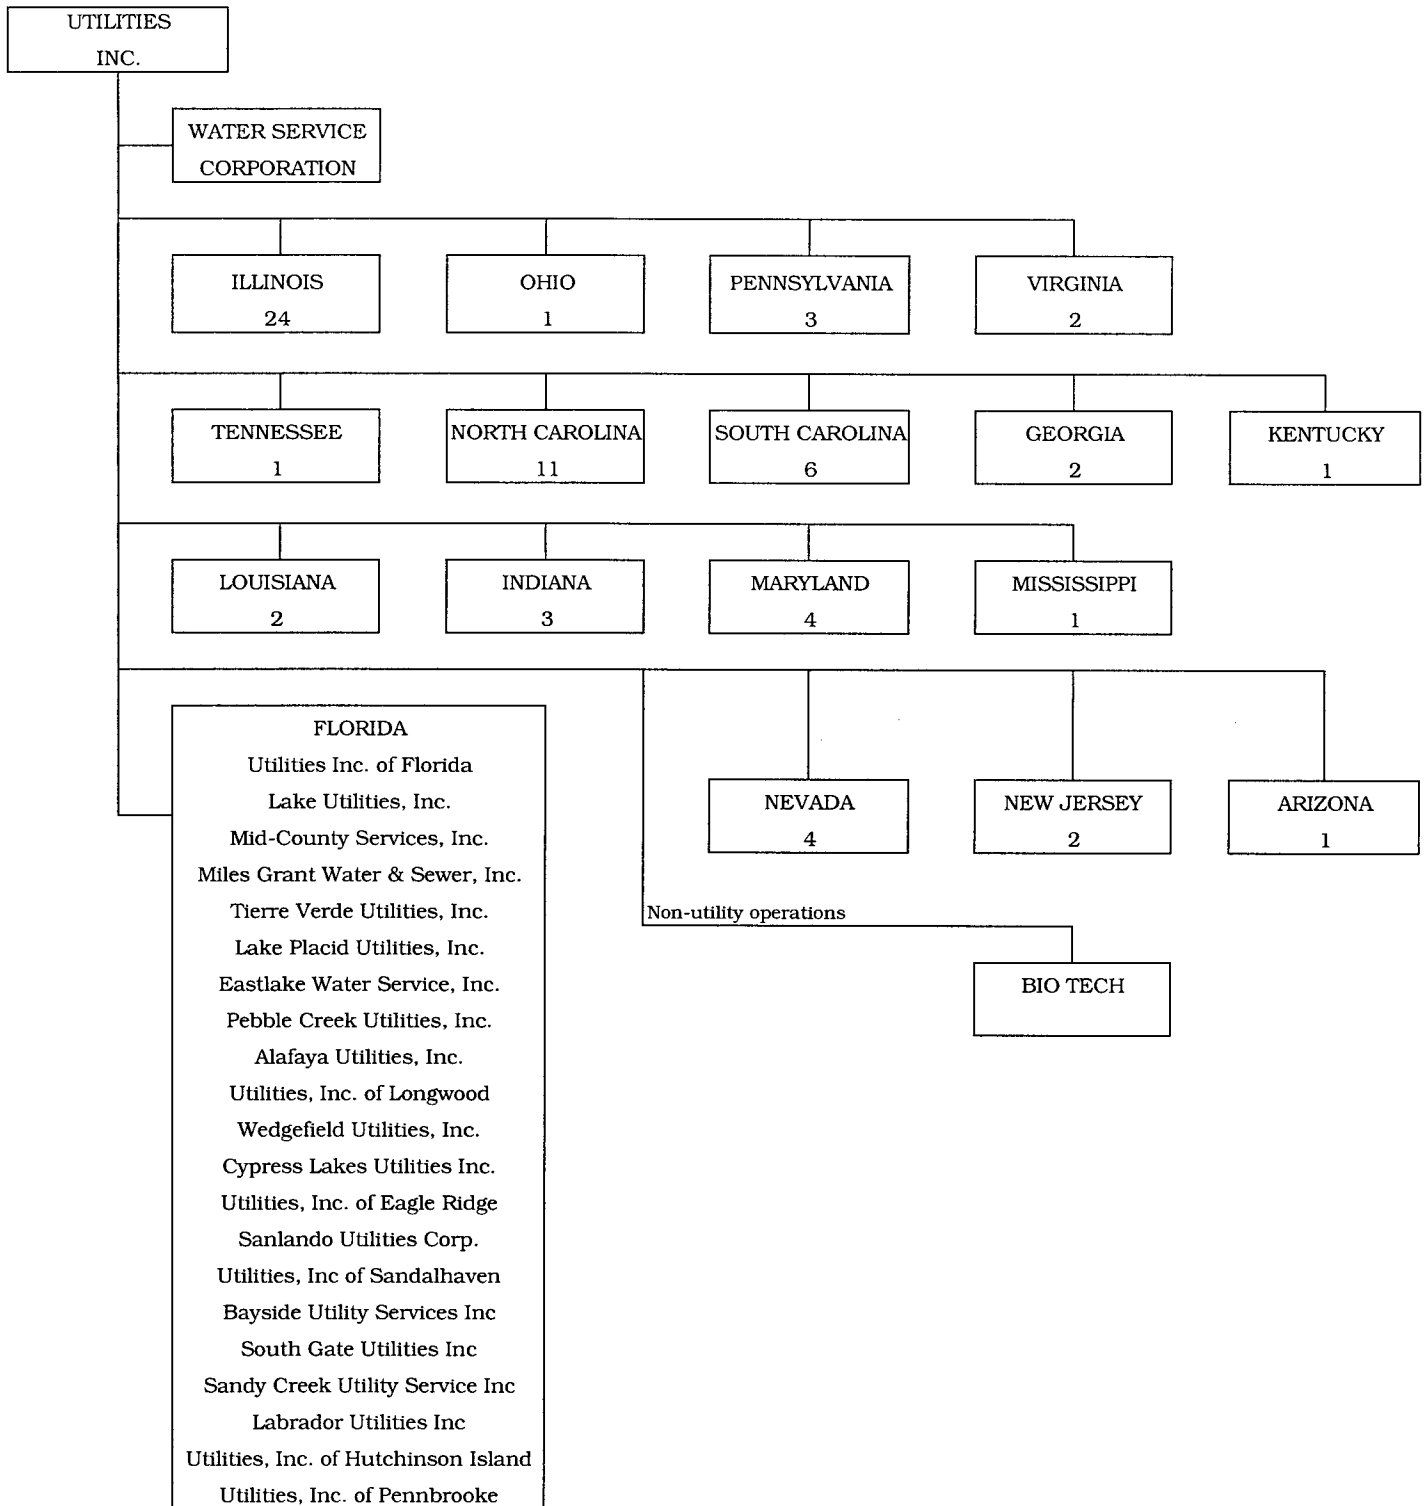 UTILITIES
INC.
WATER SERVICE
CORPORATION
ILLINOIS
24
OHIO
1
PENNSYLVANIA
3
VIRGINIA
2
TENNESSEE
1
NORTH CAROLINA
11
SOUTH CAROLINA
6
GEORGIA
2
KENTUCKY
1
LOUISIANA
2
INDIANA
3
MARYLAND
4
MISSISSIPPI
1
FLORIDA
Utilities Inc. of Florida
Lake Utilities, Inc.
Mid-County Services, Inc.
Miles Grant Water & Sewer, Inc.
Tierre Verde Utilities, Inc.
Lake Placid Utilities, Inc.
Eastlake Water Service, Inc.
Pebble Creek Utilities, Inc.
Alafaya Utilities, Inc.
Utilities, Inc. of Longwood
Wedgefield Utilities, Inc.
Cypress Lakes Utilities Inc.
Utilities, Inc. of Eagle Ridge
Sanlando Utilities Corp.
Utilities, Inc of Sandalhaven
Bayside Utility Services Inc
South Gate Utilities Inc
Sandy Creek Utility Service Inc
Labrador Utilities Inc
Utilities, Inc. of Hutchinson Island
Utilities, Inc. of Pennbrooke
NEVADA
4
NEW JERSEY
2
ARIZONA
1
Non-utility operations
BIO TECH